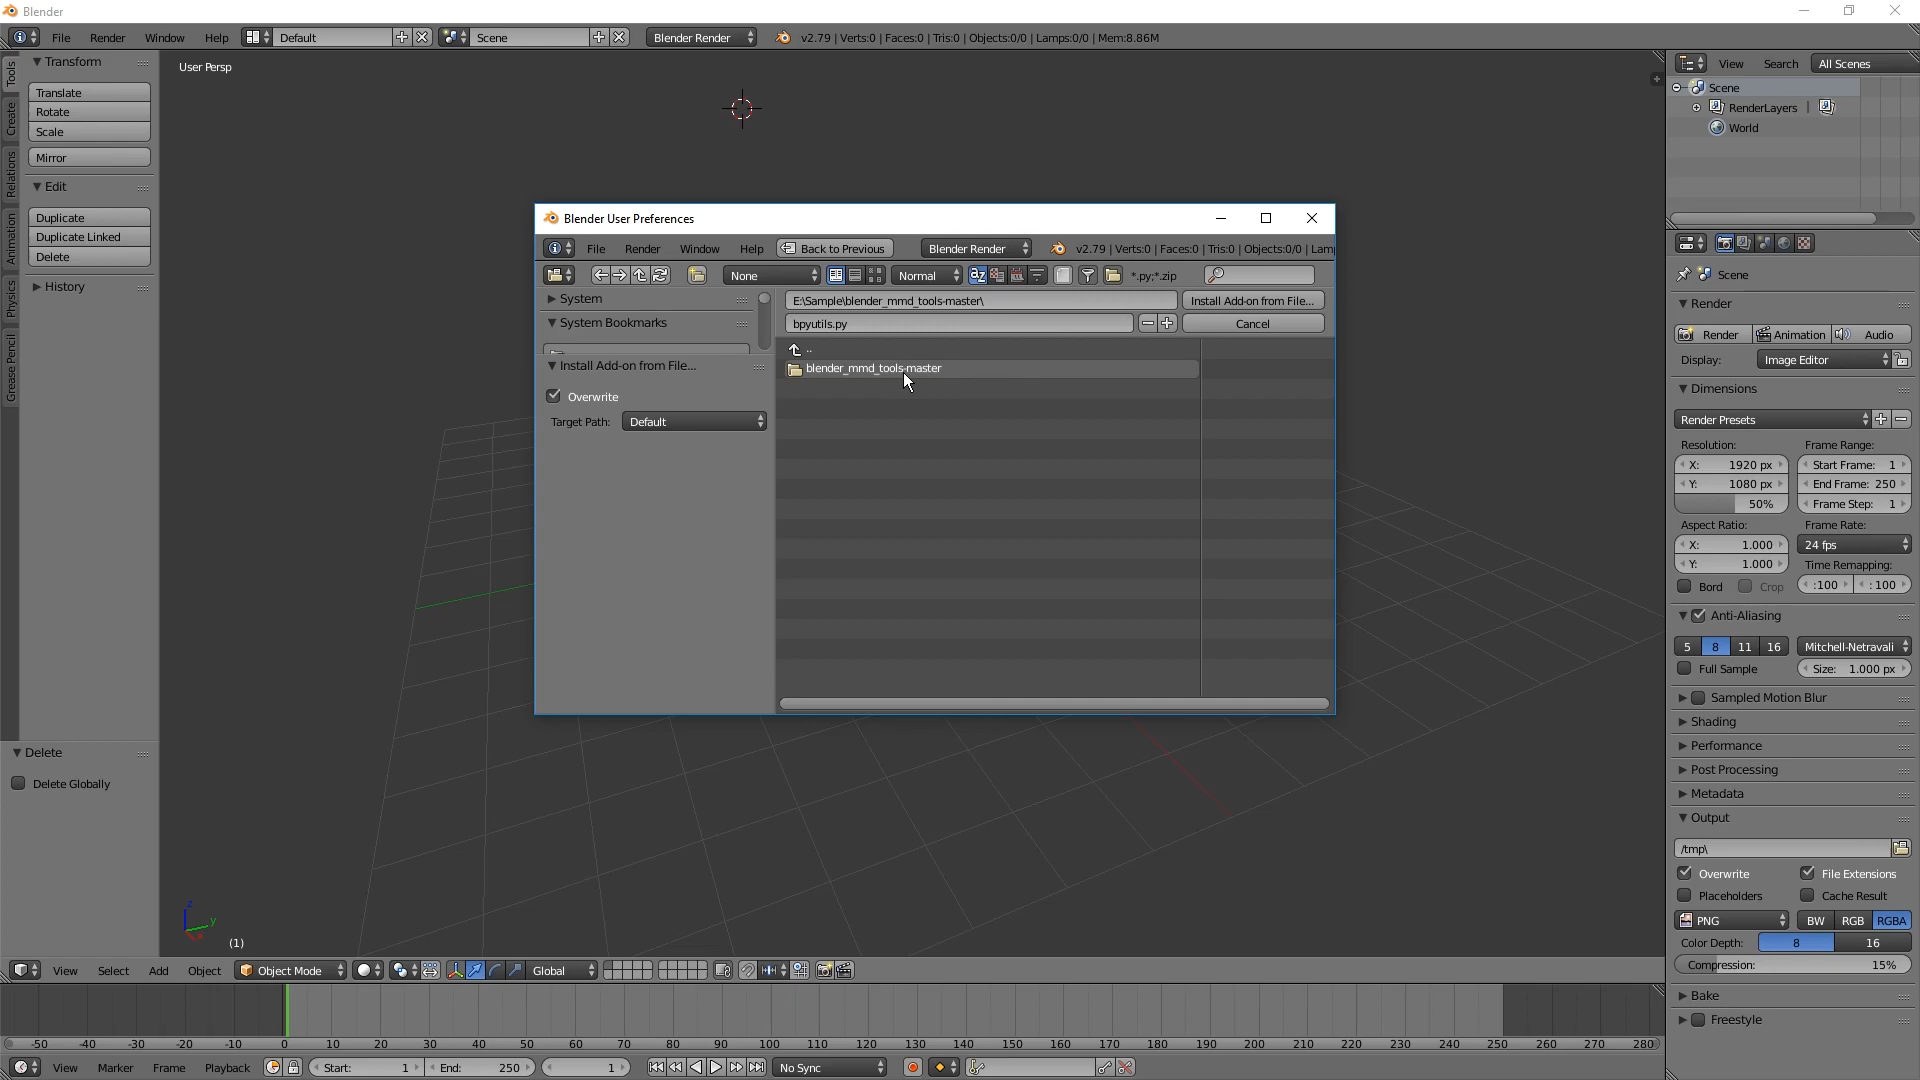 Blender
File Render Window Help Default Scene Blender Render v2.79 | Verts:0 | Faces:0 | Tris:0 | Objects:0/0 | Lamps:0/0 | Mem:8.86M
Tools
Create
Relations
Animation
Physics
Grease Pencil
Transform
Translate
Rotate
Scale
Mirror
Edit
Duplicate
Duplicate Linked
Delete
History
Delete
Delete Globally
User Persp
z
y
(1)
Blender User Preferences
File Render Window Help Back to Previous Blender Render v2.79 | Verts:0 | Faces:0 | Tris:0 | Objects:0/0 | Lam
None Normal *.py;*.zip
System
System Bookmarks
Install Add-on from File...
Overwrite
Target Path: Default
E:\Sample\blender_mmd_tools-master\ Install Add-on from File...
bpyutils.py Cancel
..
blender_mmd_tools-master
View Search All Scenes
Scene
RenderLayers |
World
Scene
Render
Render Animation Audio
Display: Image Editor
Dimensions
Render Presets
Resolution: Frame Range:
X: 1920 px Start Frame: 1
Y: 1080 px End Frame: 250
50% Frame Step: 1
Aspect Ratio: Frame Rate:
X: 1.000 24 fps
Y: 1.000 Time Remapping:
Bord Crop :100 : 100
Anti-Aliasing
5 8 11 16 Mitchell-Netravali
Full Sample Size: 1.000 px
Sampled Motion Blur
Shading
Performance
Post Processing
Metadata
Output
/tmp\
Overwrite File Extensions
Placeholders Cache Result
PNG BW RGB RGBA
Color Depth: 8 16
Compression: 15%
Bake
Freestyle
View Select Add Object Object Mode Global
-50 -40 -30 -20 -10 0 10 20 30 40 50 60 70 80 90 100 110 120 130 140 150 160 170 180 190 200 210 220 230 240 250 260 270 280
View Marker Frame Playback Start: 1 End: 250 1 No Sync